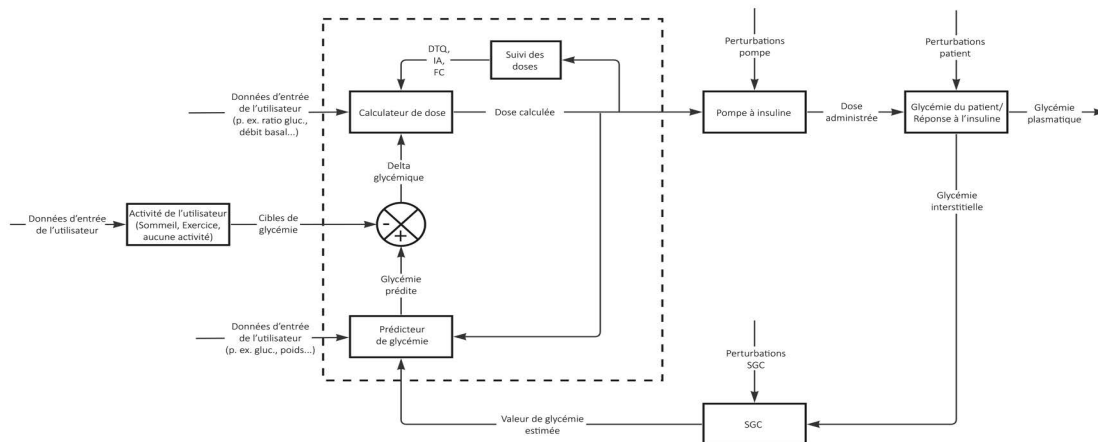 Perturbations
pompe
Perturbations
patient
DTQ,
IA,
FC
Suivi des
doses
Données d'entrée
de l'utilisateur
(p. ex. ratio gluc.,
débit basal...)
Calculateur de dose
Dose calculée
Pompe à insuline
Dose
administrée
Glycémie du patient/
Réponse à l'insuline
Glycémie
plasmatique
Delta
glycémique
Glycémie
interstitielle
Données d'entrée
de l'utilisateur
Activité de l'utilisateur
(Sommeil, Exercice,
aucune activité)
Cibles de
glycémie
-
+
Glycémie
prédite
Données d'entrée
de l'utilisateur
(p. ex. gluc., poids...)
Prédicteur
de glycémie
Perturbations
SGC
Valeur de glycémie
estimée
SGC